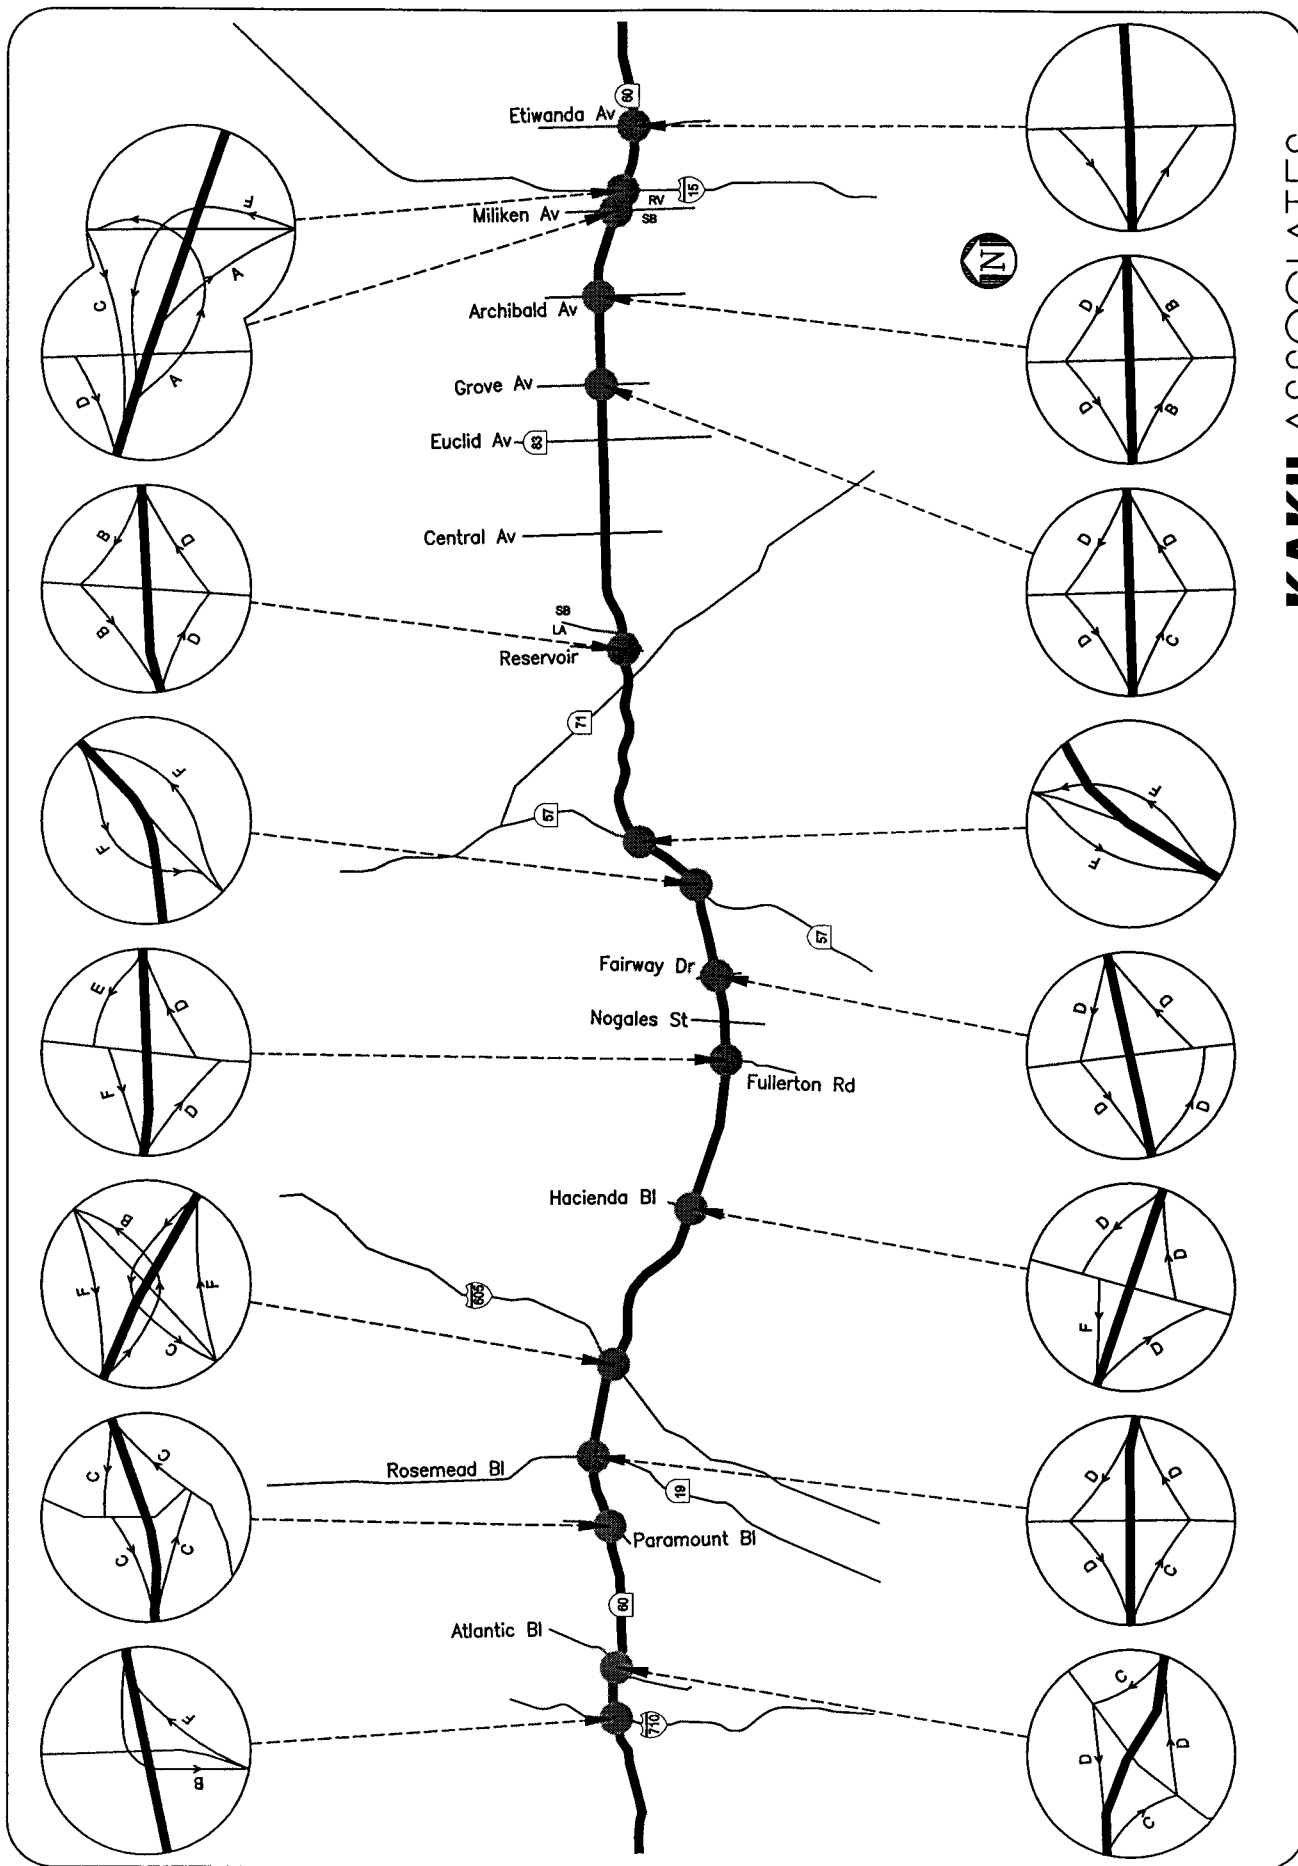 Etiwanda Av
60
15
RV
SB
Miliken Av
Archibald Av
N
Grove Av
Euclid Av
83
Central Av
SB
LA
Reservoir
71
57
57
Fairway Dr
Nogales St
Fullerton Rd
Hacienda Bl
605
Rosemead Bl
19
Paramount Bl
60
Atlantic Bl
710
F
C
A
D
A
B
D
B
D
F
F
E
D
F
D
B
F
F
C
C
C
C
C
F
B
D
B
D
B
D
D
D
C
F
F
D
D
D
D
D
D
F
D
D
D
D
C
C
D
D
C